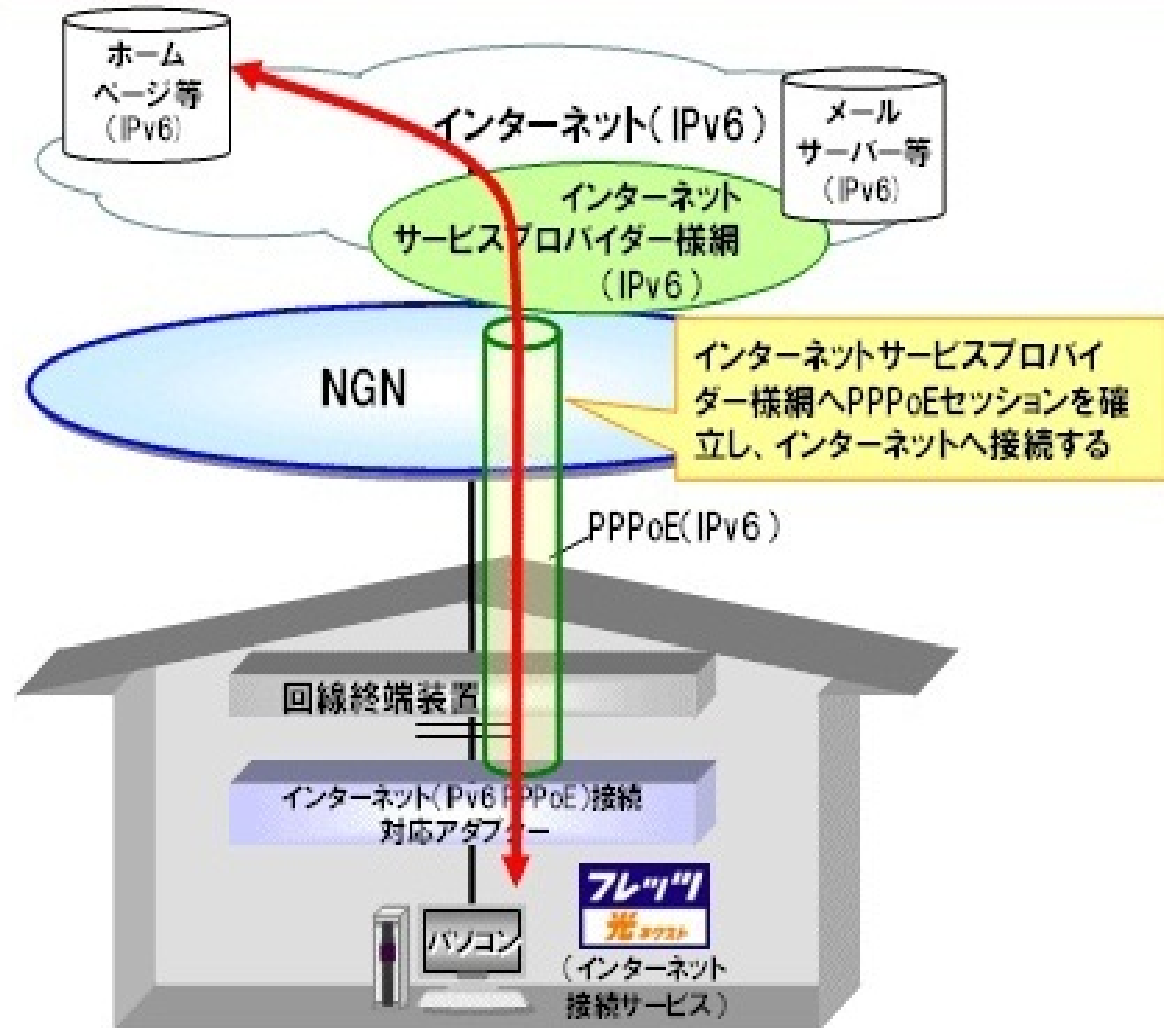 ホーム
ページ等
(IPv6)
インターネット(IPv6)
メール
サーバー等
(IPv6)
インターネット
サービスプロバイダー様網
(IPv6)
NGN
インターネットサービスプロバイ
ダー様網へPPPoEセッションを確
立し、インターネットへ接続する
PPPoE(IPv6)
回線終端装置
インターネット(IPv6 PPPoE)接続
対応アダプター
パソコン
フレッツ
光ネクスト
(インターネット
接続サービス)